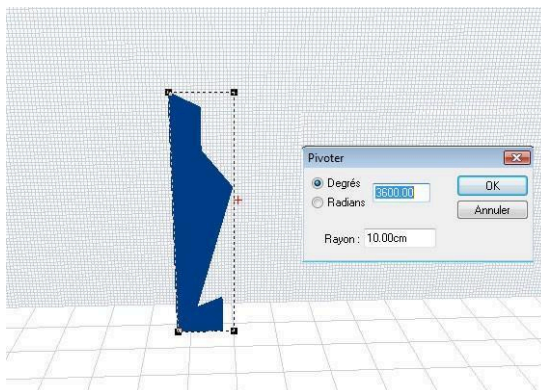 Pivoter
Degrés
3600.00
OK
Radians
Annuler
Rayon : 10.00cm